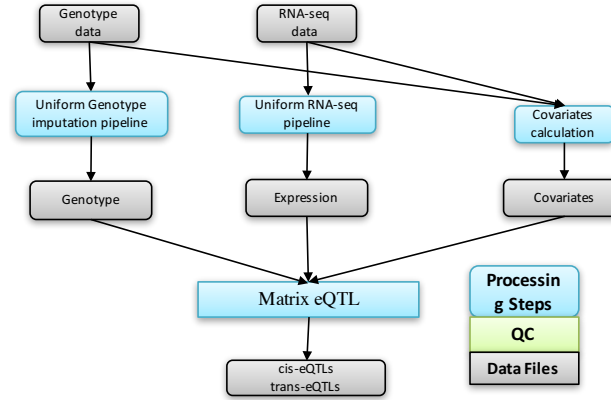 Genotype
data
RNA-seq
data
Uniform Genotype
imputation pipeline
Uniform RNA-seq
pipeline
Covariates
calculation
Genotype
Expression
Covariates
Matrix eQTL
cis-eQTLs
trans-eQTLs
Processin
g Steps
QC
Data Files